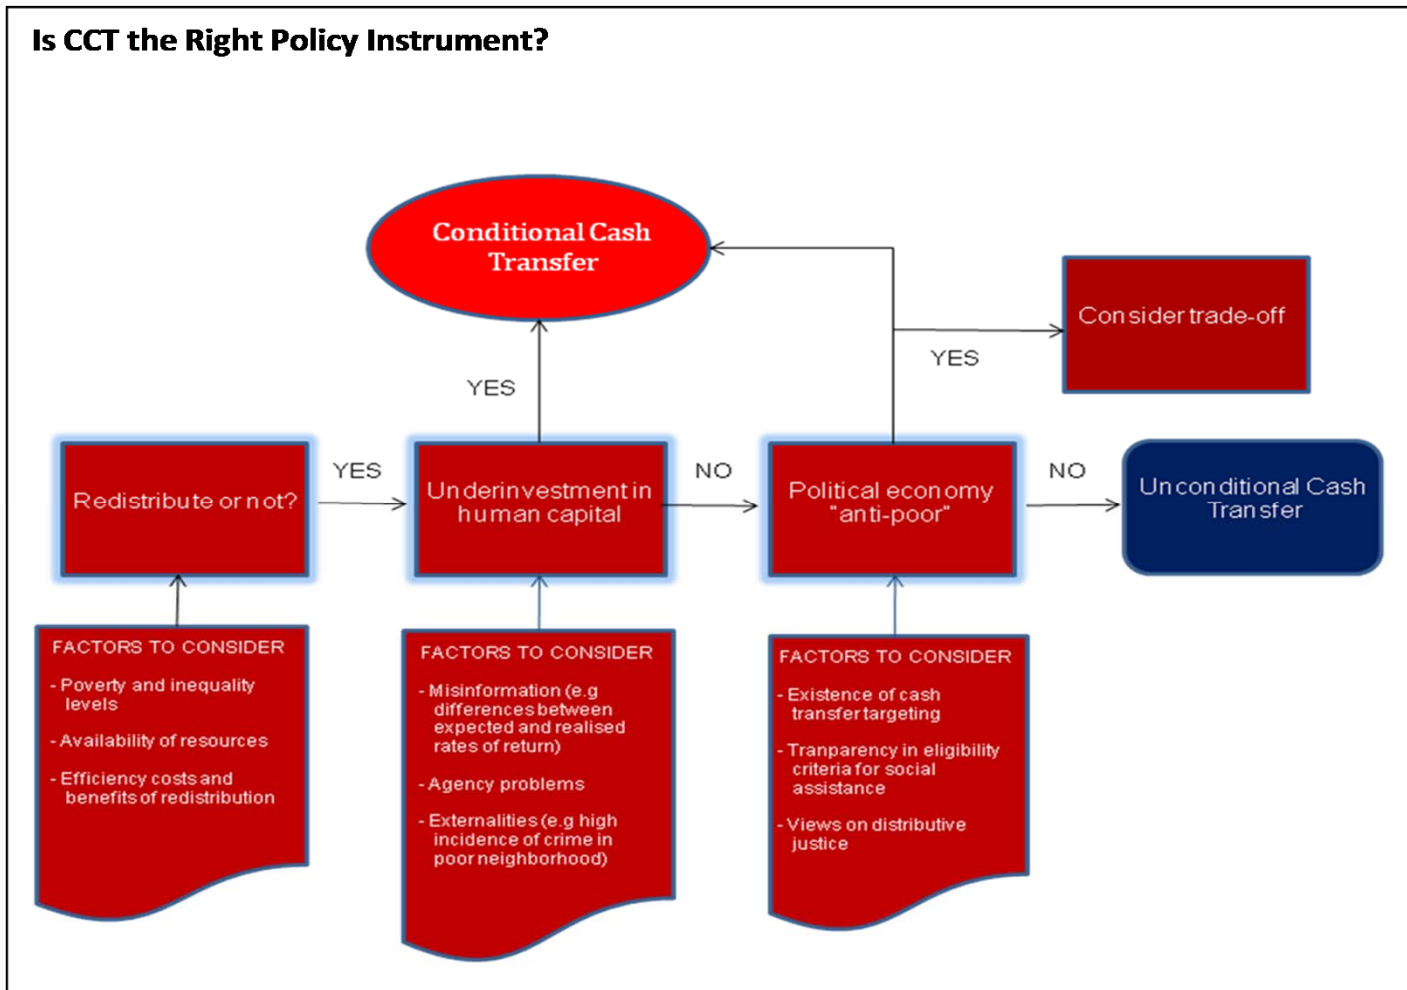 Is CCT the Right Policy Instrument?
Conditional Cash
Transfer
Consider trade-off
YES
YES
Redistribute or not?
YES
Underinvestment in
human capital
NO
Political economy
"anti-poor"
NO
Unconditional Cash
Transfer
FACTORS TO CONSIDER
- Poverty and inequality
levels
- Availability of resources
- Efficiency costs and
benefits of redistribution
FACTORS TO CONSIDER
- Misinformation (e.g
differences between
expected and realised
rates of return)
- Agency problems
- Externalities (e.g high
incidence of crime in
poor neighborhood)
FACTORS TO CONSIDER
- Existence of cash
transfer targeting
- Tranparency in eligibility
criteria for social
assistance
- Views on distributive
justice